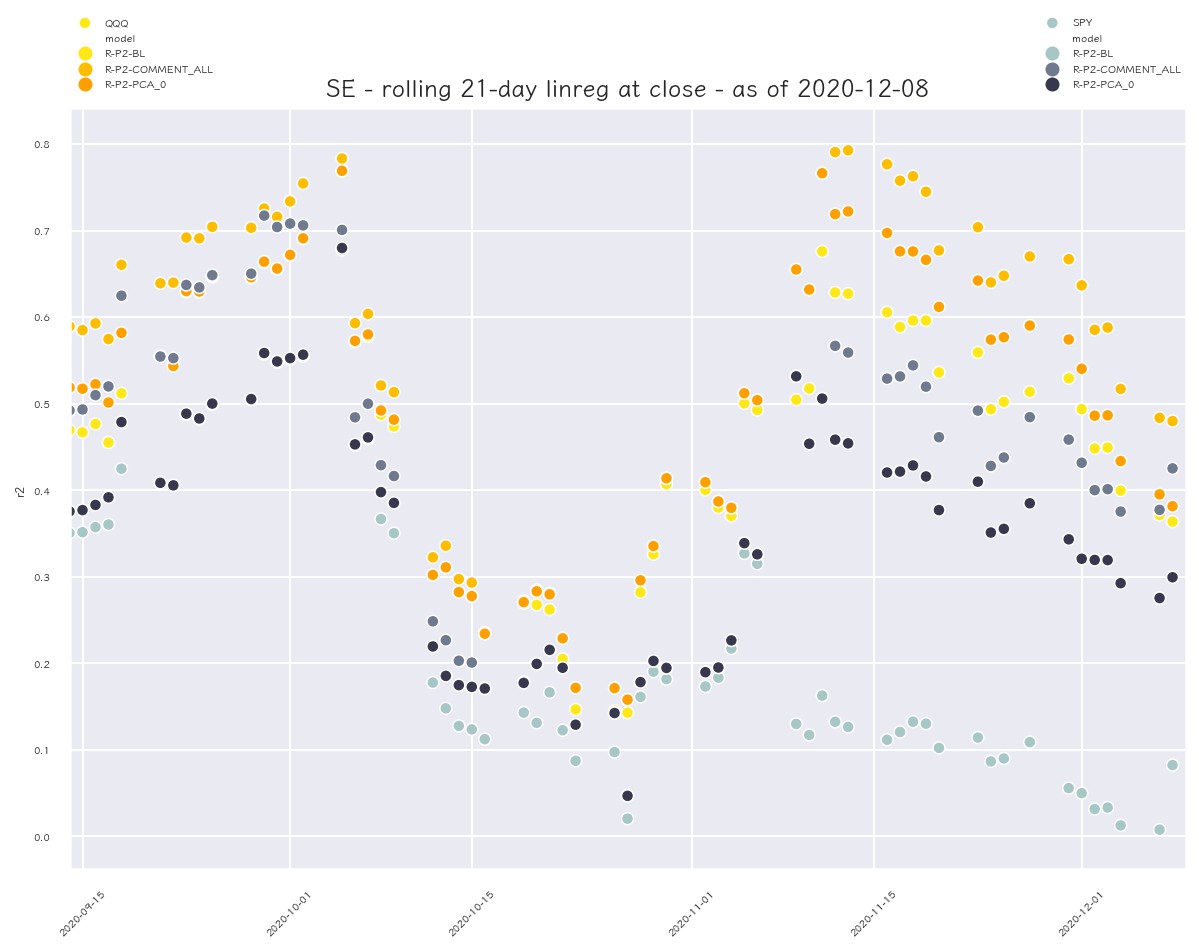 QQQ
model
R-P2-BL
R-P2-COMMENT_ALL
R-P2-PCA_0
SPY
model
R-P2-BL
R-P2-COMMENT_ALL
R-P2-PCA_0
SE - rolling 21-day linreg at close - as of 2020-12-08
r2
0.8
0.7
0.6
0.5
0.4
0.3
0.2
0.1
0.0
2020-09-15
2020-10-01
2020-10-15
2020-11-01
2020-11-15
2020-12-01